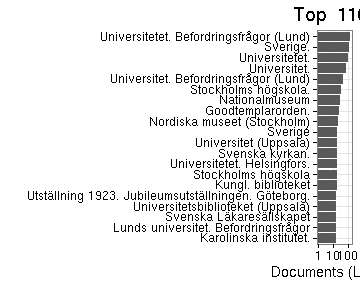 Top 110
Universitetet. Befordringsfrågor (Lund)
Sverige.
Universitetet.
Universitet.
Universitet. Befordringsfrågor (Lund)
Stockholms högskola.
Nationalmuseum
Goodtemplarorden.
Nordiska museet (Stockholm)
Sverige
Universitet (Uppsala)
Svenska kyrkan.
Universitetet. Helsingfors.
Stockholms högskola
Kungl. biblioteket
Utställning 1923. Jubileumsutställningen. Göteborg.
Universitetsbiblioteket (Uppsala)
Svenska Läkaresällskapet
Lunds universitet. Befordringsfrågor
Karolinska institutet.
1 10 100
Documents (L